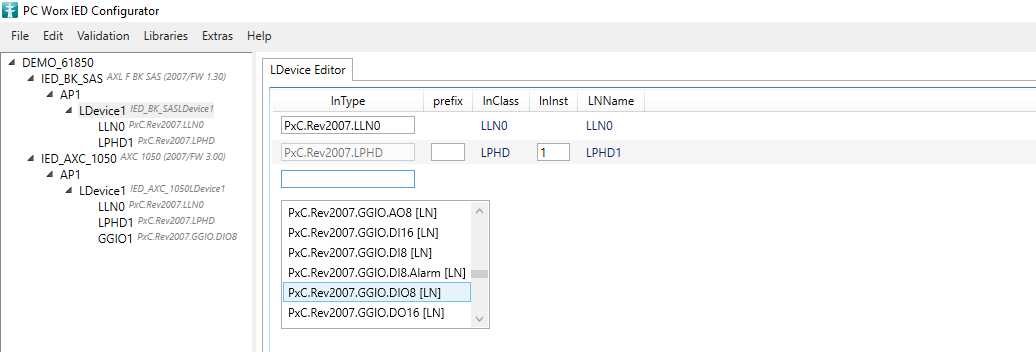 PC Worx IED Configurator
File Edit Validation Libraries Extras Help
DEMO_61850
IED_BK_SAS AXL F BK SAS (2007/FW 1.30)
AP1
LDevice1 IED_BK_SASLDevice1
LLN0 PxC.Rev2007.LLN0
LPHD1 PxC.Rev2007.LPHD
IED_AXC_1050 AXC 1050 (2007/FW 3.00)
AP1
LDevice1 IED_AXC_1050LDevice1
LLN0 PxC.Rev2007.LLN0
LPHD1 PxC.Rev2007.LPHD
GGIO1 PxC.Rev2007.GGIO.DIO8
LDevice Editor
lnType prefix lnClass lnInst LNName
PxC.Rev2007.LLN0 LLN0 LLN0
PxC.Rev2007.LPHD LPHD 1 LPHD1
PxC.Rev2007.GGIO.AO8 [LN]
PxC.Rev2007.GGIO.DI16 [LN]
PxC.Rev2007.GGIO.DI8 [LN]
PxC.Rev2007.GGIO.DI8.Alarm [LN]
PxC.Rev2007.GGIO.DIO8 [LN]
PxC.Rev2007.GGIO.DO16 [LN]